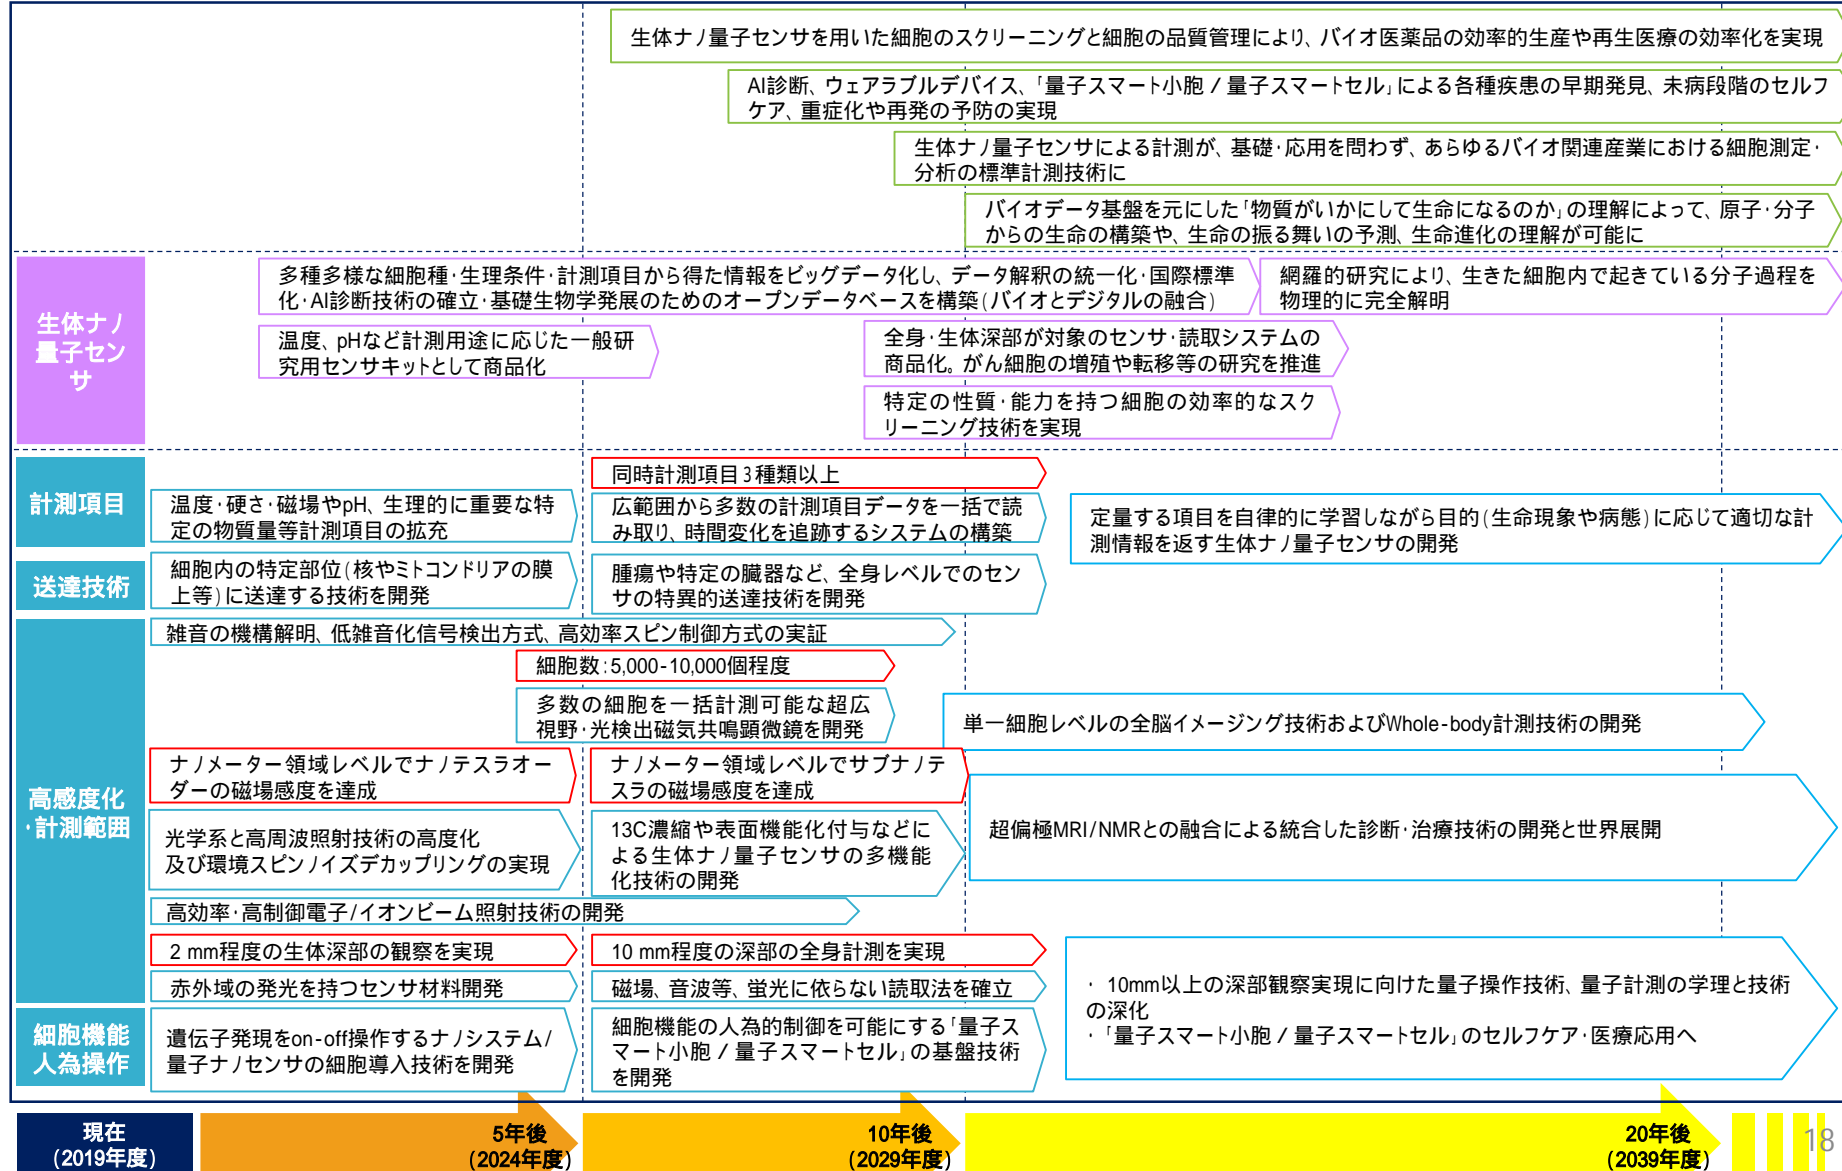 生体ナノ量子センサを用いた細胞のスクリーニングと細胞の品質管理により、バイオ医薬品の効率的生産や再生医療の効率化を実現
AI診断、ウェアラブルデバイス、「量子スマート小胞 / 量子スマートセル」による各種疾患の早期発見、未病段階のセルフ
ケア、重症化や再発の予防の実現
生体ナノ量子センサによる計測が、基礎・応用を問わず、あらゆるバイオ関連産業における細胞測定・
分析の標準計測技術に
バイオデータ基盤を元にした「物質がいかにして生命になるのか」の理解によって、原子・分子
からの生命の構築や、生命の振る舞いの予測、生命進化の理解が可能に
生体ナノ
量子セン
サ
多種多様な細胞種・生理条件・計測項目から得た情報をビッグデータ化し、データ解釈の統一化・国際標準
化・AI診断技術の確立・基礎生物学発展のためのオープンデータベースを構築(バイオとデジタルの融合)
網羅的研究により、生きた細胞内で起きている分子過程を
物理的に完全解明
温度、pHなど計測用途に応じた一般研
究用センサキットとして商品化
全身・生体深部が対象のセンサ・読取システムの
商品化。がん細胞の増殖や転移等の研究を推進
特定の性質・能力を持つ細胞の効率的なスク
リーニング技術を実現
計測項目
同時計測項目3種類以上
温度・硬さ・磁場やpH、生理的に重要な特
定の物質量等計測項目の拡充
広範囲から多数の計測項目データを一括で読
み取り、時間変化を追跡するシステムの構築
定量する項目を自律的に学習しながら目的(生命現象や病態)に応じて適切な計
測情報を返す生体ナノ量子センサの開発
送達技術
細胞内の特定部位(核やミトコンドリアの膜
上等)に送達する技術を開発
腫瘍や特定の臓器など、全身レベルでのセン
サの特異的送達技術を開発
高感度化
・計測範囲
雑音の機構解明、低雑音化信号検出方式、高効率スピン制御方式の実証
細胞数:5,000-10,000個程度
多数の細胞を一括計測可能な超広
視野・光検出磁気共鳴顕微鏡を開発
単一細胞レベルの全脳イメージング技術およびWhole-body計測技術の開発
ナノメーター領域レベルでナノテスラオー
ダーの磁場感度を達成
ナノメーター領域レベルでサブナノテ
スラの磁場感度を達成
光学系と高周波照射技術の高度化
及び環境スピンノイズデカップリングの実現
13C濃縮や表面機能化付与などに
よる生体ナノ量子センサの多機能
化技術の開発
超偏極MRI/NMRとの融合による統合した診断・治療技術の開発と世界展開
高効率・高制御電子/イオンビーム照射技術の開発
2 mm程度の生体深部の観察を実現
10 mm程度の深部の全身計測を実現
赤外域の発光を持つセンサ材料開発
磁場、音波等、蛍光に依らない読取法を確立
・ 10mm以上の深部観察実現に向けた量子操作技術、量子計測の学理と技術
の深化
・「量子スマート小胞 / 量子スマートセル」のセルフケア・医療応用へ
細胞機能
人為操作
遺伝子発現をon-off操作するナノシステム/
量子ナノセンサの細胞導入技術を開発
細胞機能の人為的制御を可能にする「量子ス
マート小胞 / 量子スマートセル」の基盤技術
を開発
現在
(2019年度)
5年後
(2024年度)
10年後
(2029年度)
20年後
(2039年度)
18